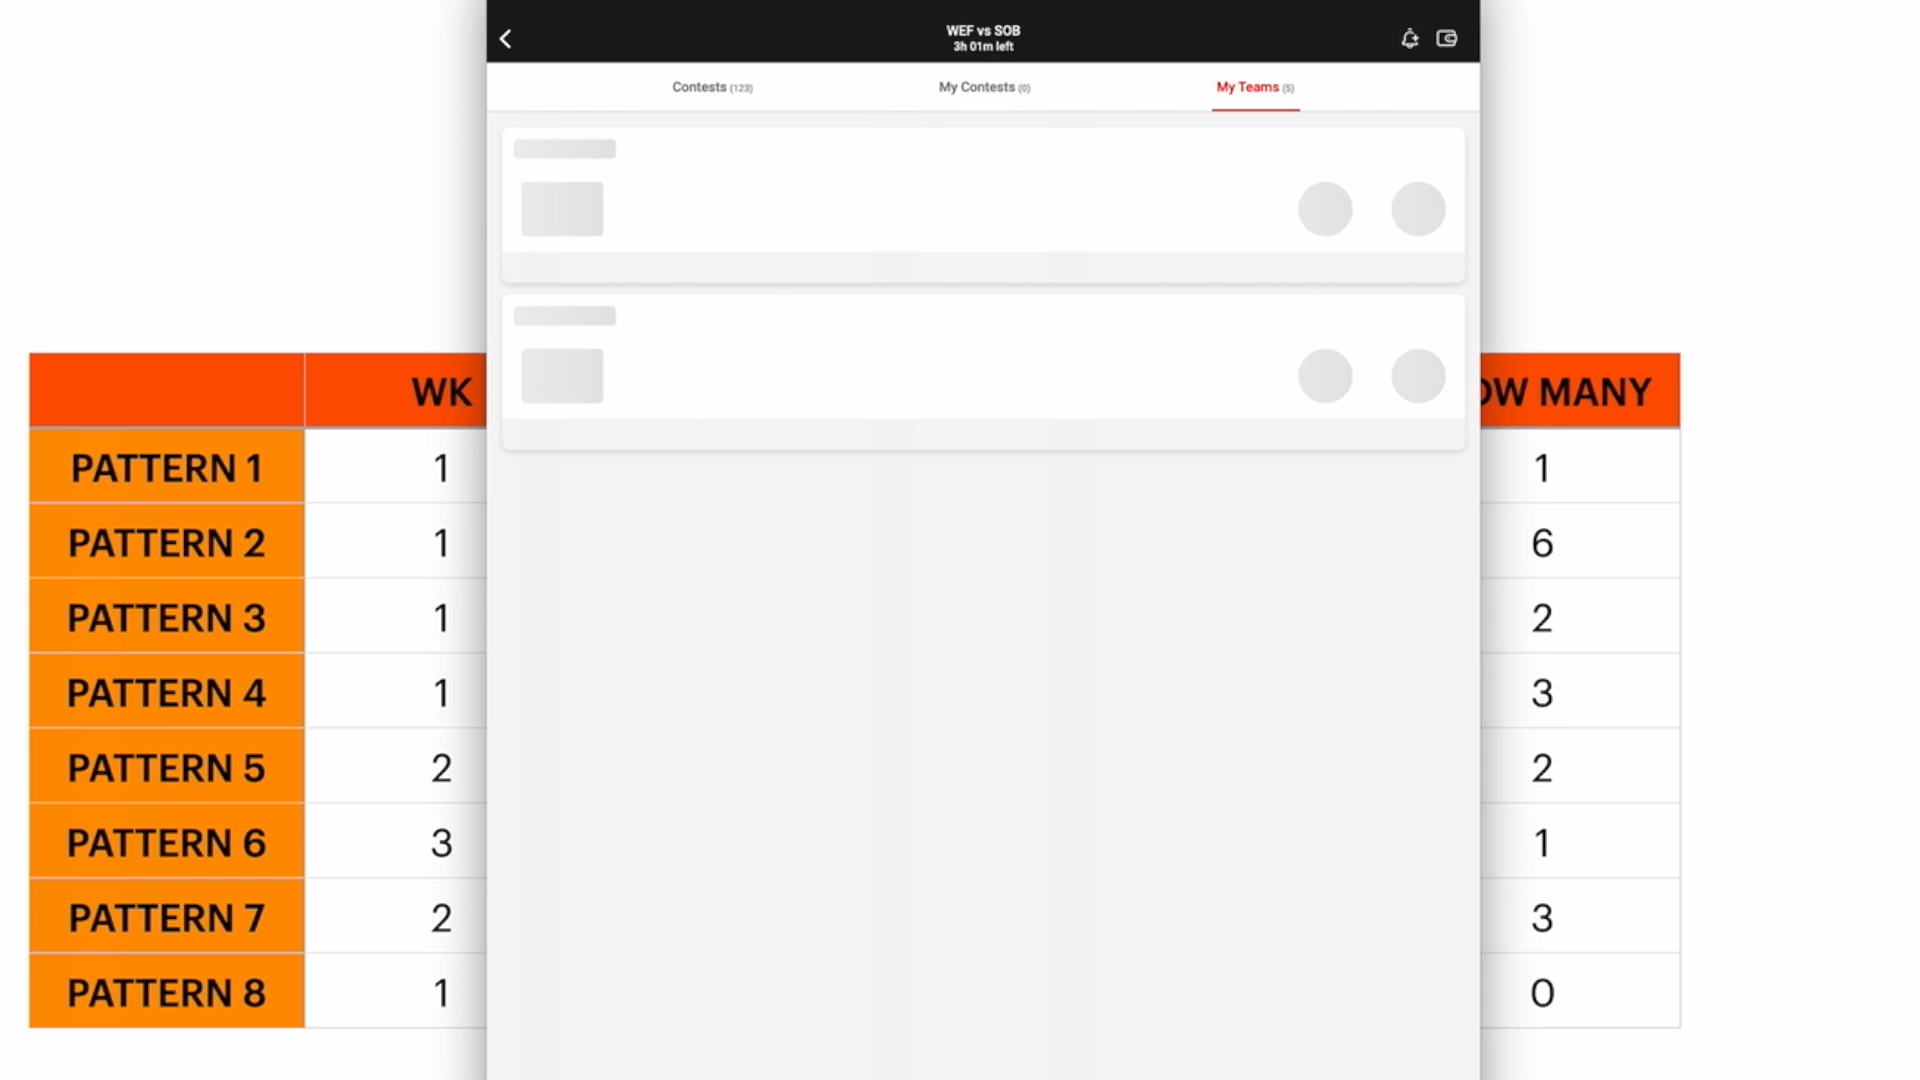 WEF vs SOB
3h 01m left
Contests (123) My Contests (0) My Teams (5)
WK OW MANY
PATTERN 1 1 1
PATTERN 2 1 6
PATTERN 3 1 2
PATTERN 4 1 3
PATTERN 5 2 2
PATTERN 6 3 1
PATTERN 7 2 3
PATTERN 8 1 0